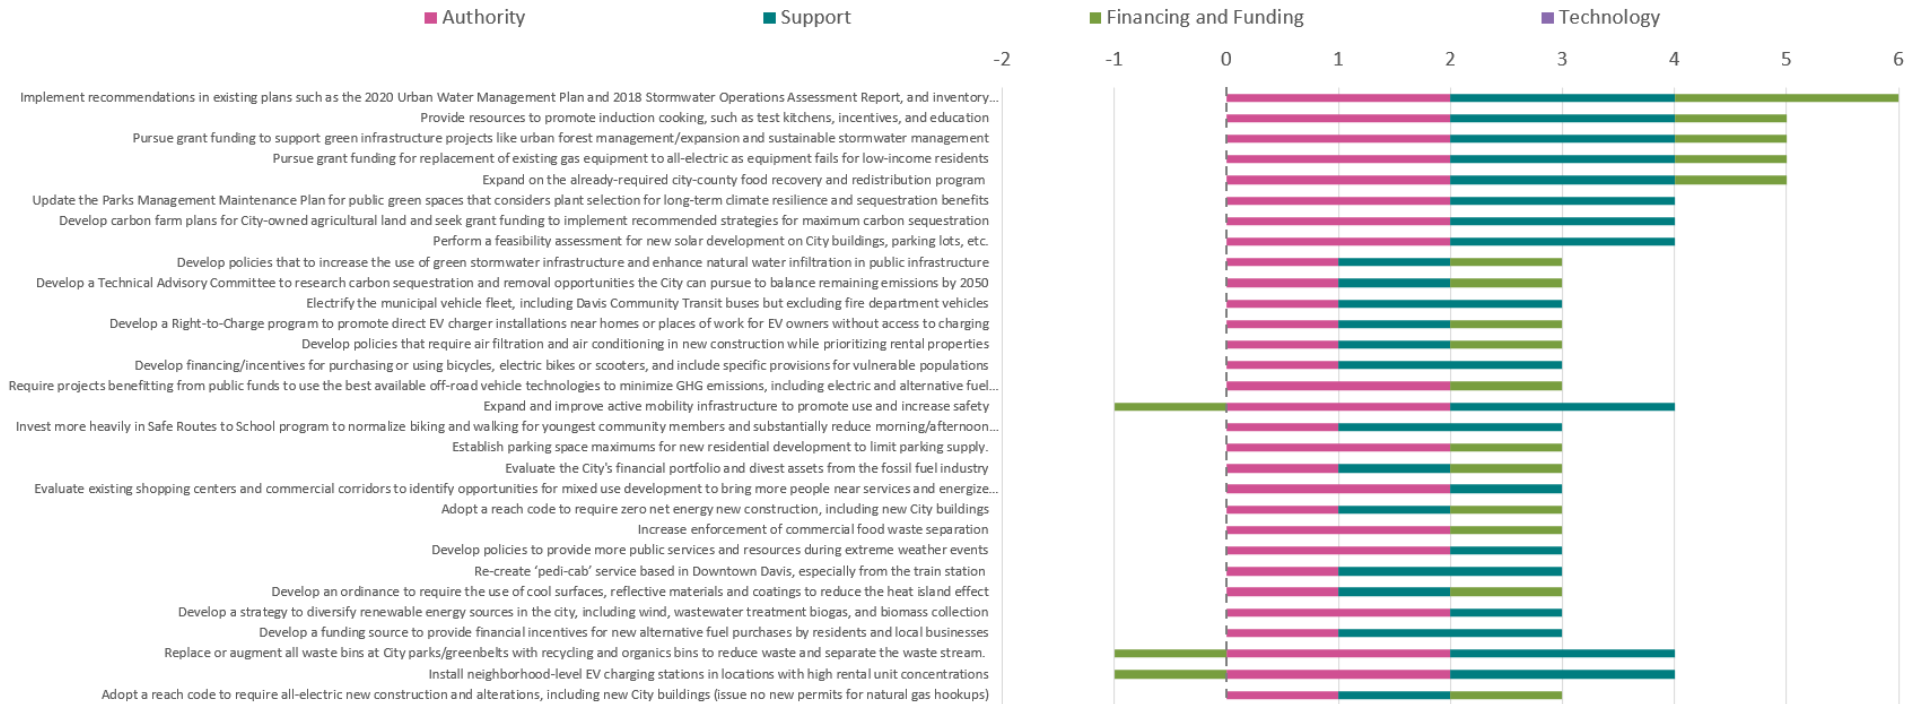 Authority Support Financing and Funding Technology
-2 -1 0 1 2 3 4 5 6
Implement recommendations in existing plans such as the 2020 Urban Water Management Plan and 2018 Stormwater Operations Assessment Report, and inventory...
Provide resources to promote induction cooking, such as test kitchens, incentives, and education
Pursue grant funding to support green infrastructure projects like urban forest management/expansion and sustainable stormwater management
Pursue grant funding for replacement of existing gas equipment to all-electric as equipment fails for low-income residents
Expand on the already-required city-county food recovery and redistribution program
Update the Parks Management Maintenance Plan for public green spaces that considers plant selection for long-term climate resilience and sequestration benefits
Develop carbon farm plans for City-owned agricultural land and seek grant funding to implement recommended strategies for maximum carbon sequestration
Perform a feasibility assessment for new solar development on City buildings, parking lots, etc.
Develop policies that to increase the use of green stormwater infrastructure and enhance natural water infiltration in public infrastructure
Develop a Technical Advisory Committee to research carbon sequestration and removal opportunities the City can pursue to balance remaining emissions by 2050
Electrify the municipal vehicle fleet, including Davis Community Transit buses but excluding fire department vehicles
Develop a Right-to-Charge program to promote direct EV charger installations near homes or places of work for EV owners without access to charging
Develop policies that require air filtration and air conditioning in new construction while prioritizing rental properties
Develop financing/incentives for purchasing or using bicycles, electric bikes or scooters, and include specific provisions for vulnerable populations
Require projects benefitting from public funds to use the best available off-road vehicle technologies to minimize GHG emissions, including electric and alternative fuel...
Expand and improve active mobility infrastructure to promote use and increase safety
Invest more heavily in Safe Routes to School program to normalize biking and walking for youngest community members and substantially reduce morning/afternoon...
Establish parking space maximums for new residential development to limit parking supply.
Evaluate the City's financial portfolio and divest assets from the fossil fuel industry
Evaluate existing shopping centers and commercial corridors to identify opportunities for mixed use development to bring more people near services and energize...
Adopt a reach code to require zero net energy new construction, including new City buildings
Increase enforcement of commercial food waste separation
Develop policies to provide more public services and resources during extreme weather events
Re-create ‘pedi-cab’ service based in Downtown Davis, especially from the train station
Develop an ordinance to require the use of cool surfaces, reflective materials and coatings to reduce the heat island effect
Develop a strategy to diversify renewable energy sources in the city, including wind, wastewater treatment biogas, and biomass collection
Develop a funding source to provide financial incentives for new alternative fuel purchases by residents and local businesses
Replace or augment all waste bins at City parks/greenbelts with recycling and organics bins to reduce waste and separate the waste stream.
Install neighborhood-level EV charging stations in locations with high rental unit concentrations
Adopt a reach code to require all-electric new construction and alterations, including new City buildings (issue no new permits for natural gas hookups)